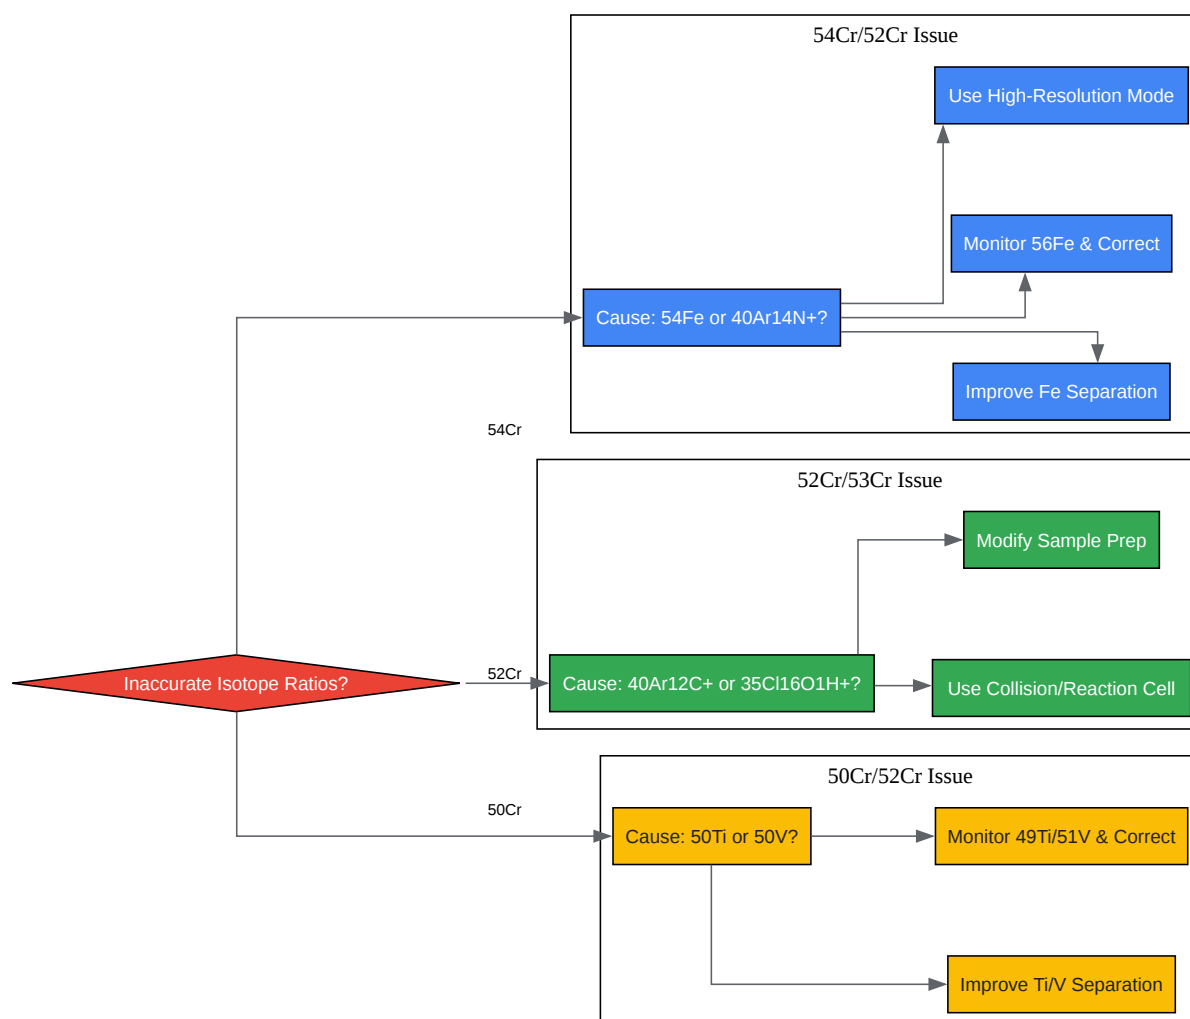 54Cr/52Cr Issue
Use High-Resolution Mode
Monitor 56Fe & Correct
Cause: 54Fe or 40Ar14N+?
Improve Fe Separation
54Cr
52Cr/53Cr Issue
Modify Sample Prep
Inaccurate Isotope Ratios?
52Cr
Cause: 40Ar12C+ or 35Cl16O1H+?
Use Collision/Reaction Cell
50Cr/52Cr Issue
50Cr
Cause: 50Ti or 50V?
Monitor 49Ti/51V & Correct
Improve Ti/V Separation